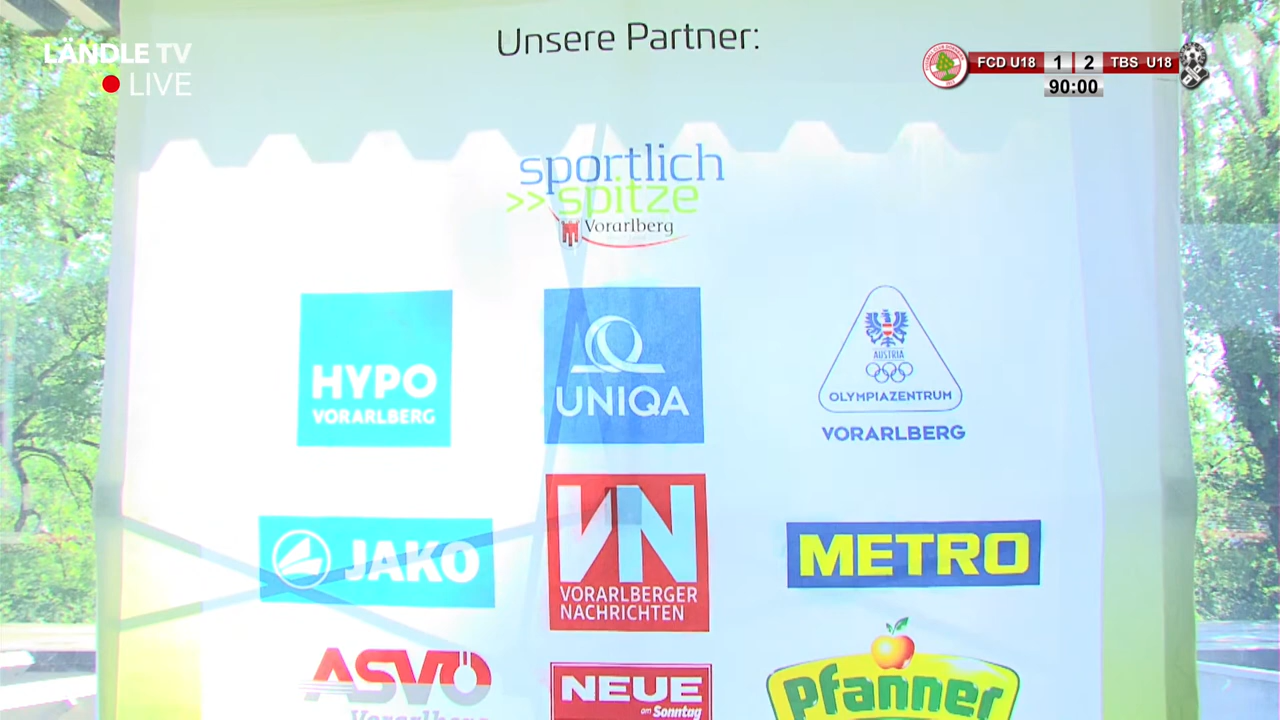 Unsere Partner:
LÄNDLE TV
LIVE
FCD U18 1 2 TBS U18
90:00
sportlich
>> spitze
Vorarlberg
HYPO
VORARLBERG
UNIQA
AUSTRIA
OLYMPIAZENTRUM
VORARLBERG
JAKO
VN
VORARLBERGER
NACHRICHTEN
METRO
ASVÖ
Vorarlberg
NEUE
am Sonntag
pfanner